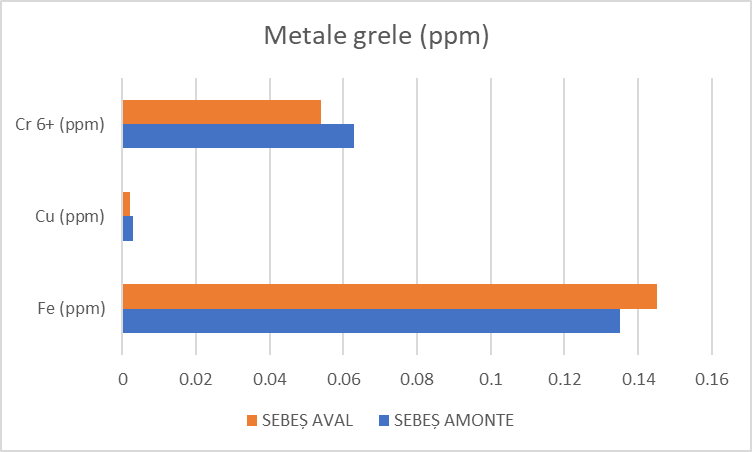 Metale grele (ppm)
Cr 6+ (ppm)
Cu (ppm)
Fe (ppm)
0 0.02 0.04 0.06 0.08 0.1 0.12 0.14 0.16
SEBEȘ AVAL SEBEȘ AMONTE